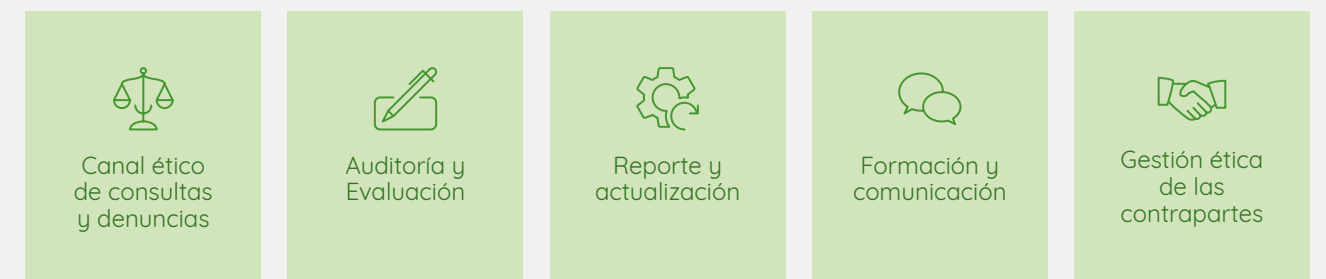 Canal ético
de consultas
y denuncias
Auditoría y
Evaluación
Reporte y
actualización
Formación y
comunicación
Gestión ética
de las
contrapartes